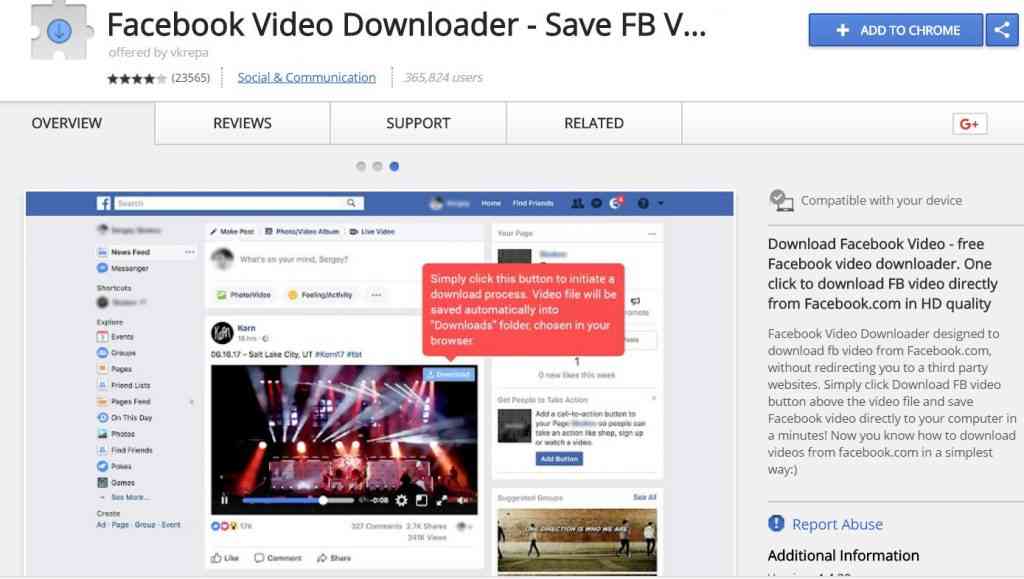 Facebook Video Downloader - Save FB V...
offered by vkrepa
(23565)
Social & Communication
365,824 users
ADD TO CHROME
OVERVIEW
REVIEWS
SUPPORT
RELATED
G+
Search
Home
Find Friends
News Feed
Messenger
Shortcuts
Explore
Events
Groups
Pages
Friend Lists
Pages Feed
On This Day
Photos
Find Friends
Pokes
Games
See More...
Create
Ad · Page · Group · Event
Make Post
Photo/Video Album
Live Video
What's on your mind, Sergey?
Photo/Video
Feeling/Activity
Korn
18 hrs
06.16.17 - Salt Lake City, UT #Korn17 #tbt
Simply click this button to initiate a
download process. Video file will be
saved automatically into
"Downloads" folder, chosen in your
browser.
Download
-0:08
17K
327 Comments 2.7K Shares
241K Views
Like
Comment
Share
Your Page
1
0 new likes this week
Get People to Take Action
Add a call-to-action button to
your Page so people can
take an action like shop, sign up
or watch a video.
Add Button
Suggested Groups
See All
ONE DIRECTION IS WHO WE ARE
Compatible with your device
Download Facebook Video - free
Facebook video downloader. One
click to download FB video directly
from Facebook.com in HD quality
Facebook Video Downloader designed to
download fb video from Facebook.com,
without redirecting you to a third party
websites. Simply click Download FB video
button above the video file and save
Facebook video directly to your computer in
a minutes! Now you know how to download
videos from facebook.com in a simplest
way:)
Report Abuse
Additional Information